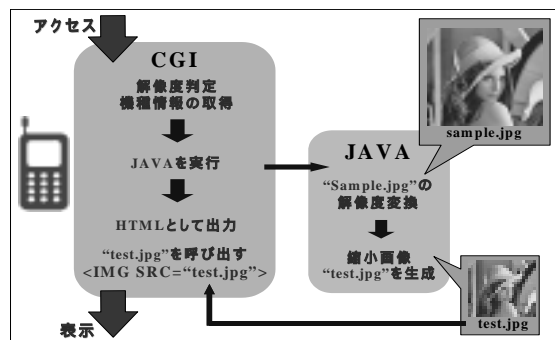 アクセス
CGI
解像度判定
機種情報の取得
JAVAを実行
HTMLとして出力
“test.jpg”を呼び出す
<IMG SRC=“test.jpg”>
表示
JAVA
“Sample.jpg”の
解像度変換
縮小画像
“test.jpg”を生成
sample.jpg
test.jpg